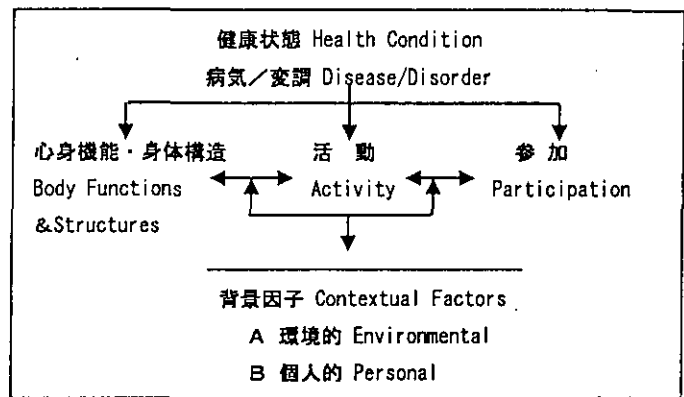 健康状態 Health Condition
病気／変調 Disease/Disorder
心身機能・身体構造 活 動 参 加
Body Functions Activity Participation
&Structures
背景因子 Contextual Factors
A 環境的 Environmental
B 個人的 Personal